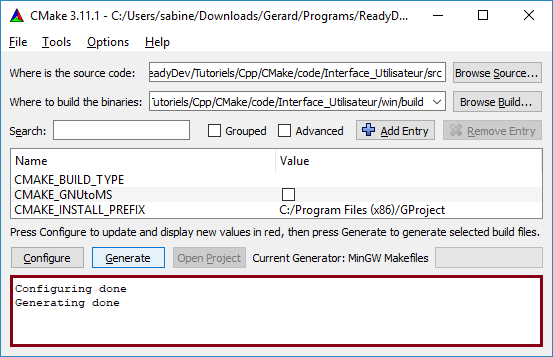 CMake 3.11.1 - C:/Users/sabine/Downloads/Gerard/Programs/ReadyD...
File Tools Options Help
Where is the source code: eadyDev/Tutoriels/Cpp/CMake/code/Interface_Utilisateur/src Browse Source...
Where to build the binaries: Tutoriels/Cpp/CMake/code/Interface_Utilisateur/win/build Browse Build...
Search: Grouped Advanced Add Entry Remove Entry
Name Value
CMAKE_BUILD_TYPE
CMAKE_GNUtoMS
CMAKE_INSTALL_PREFIX C:/Program Files (x86)/GProject
Press Configure to update and display new values in red, then press Generate to generate selected build files.
Configure Generate Open Project Current Generator: MinGW Makefiles
Configuring done
Generating done